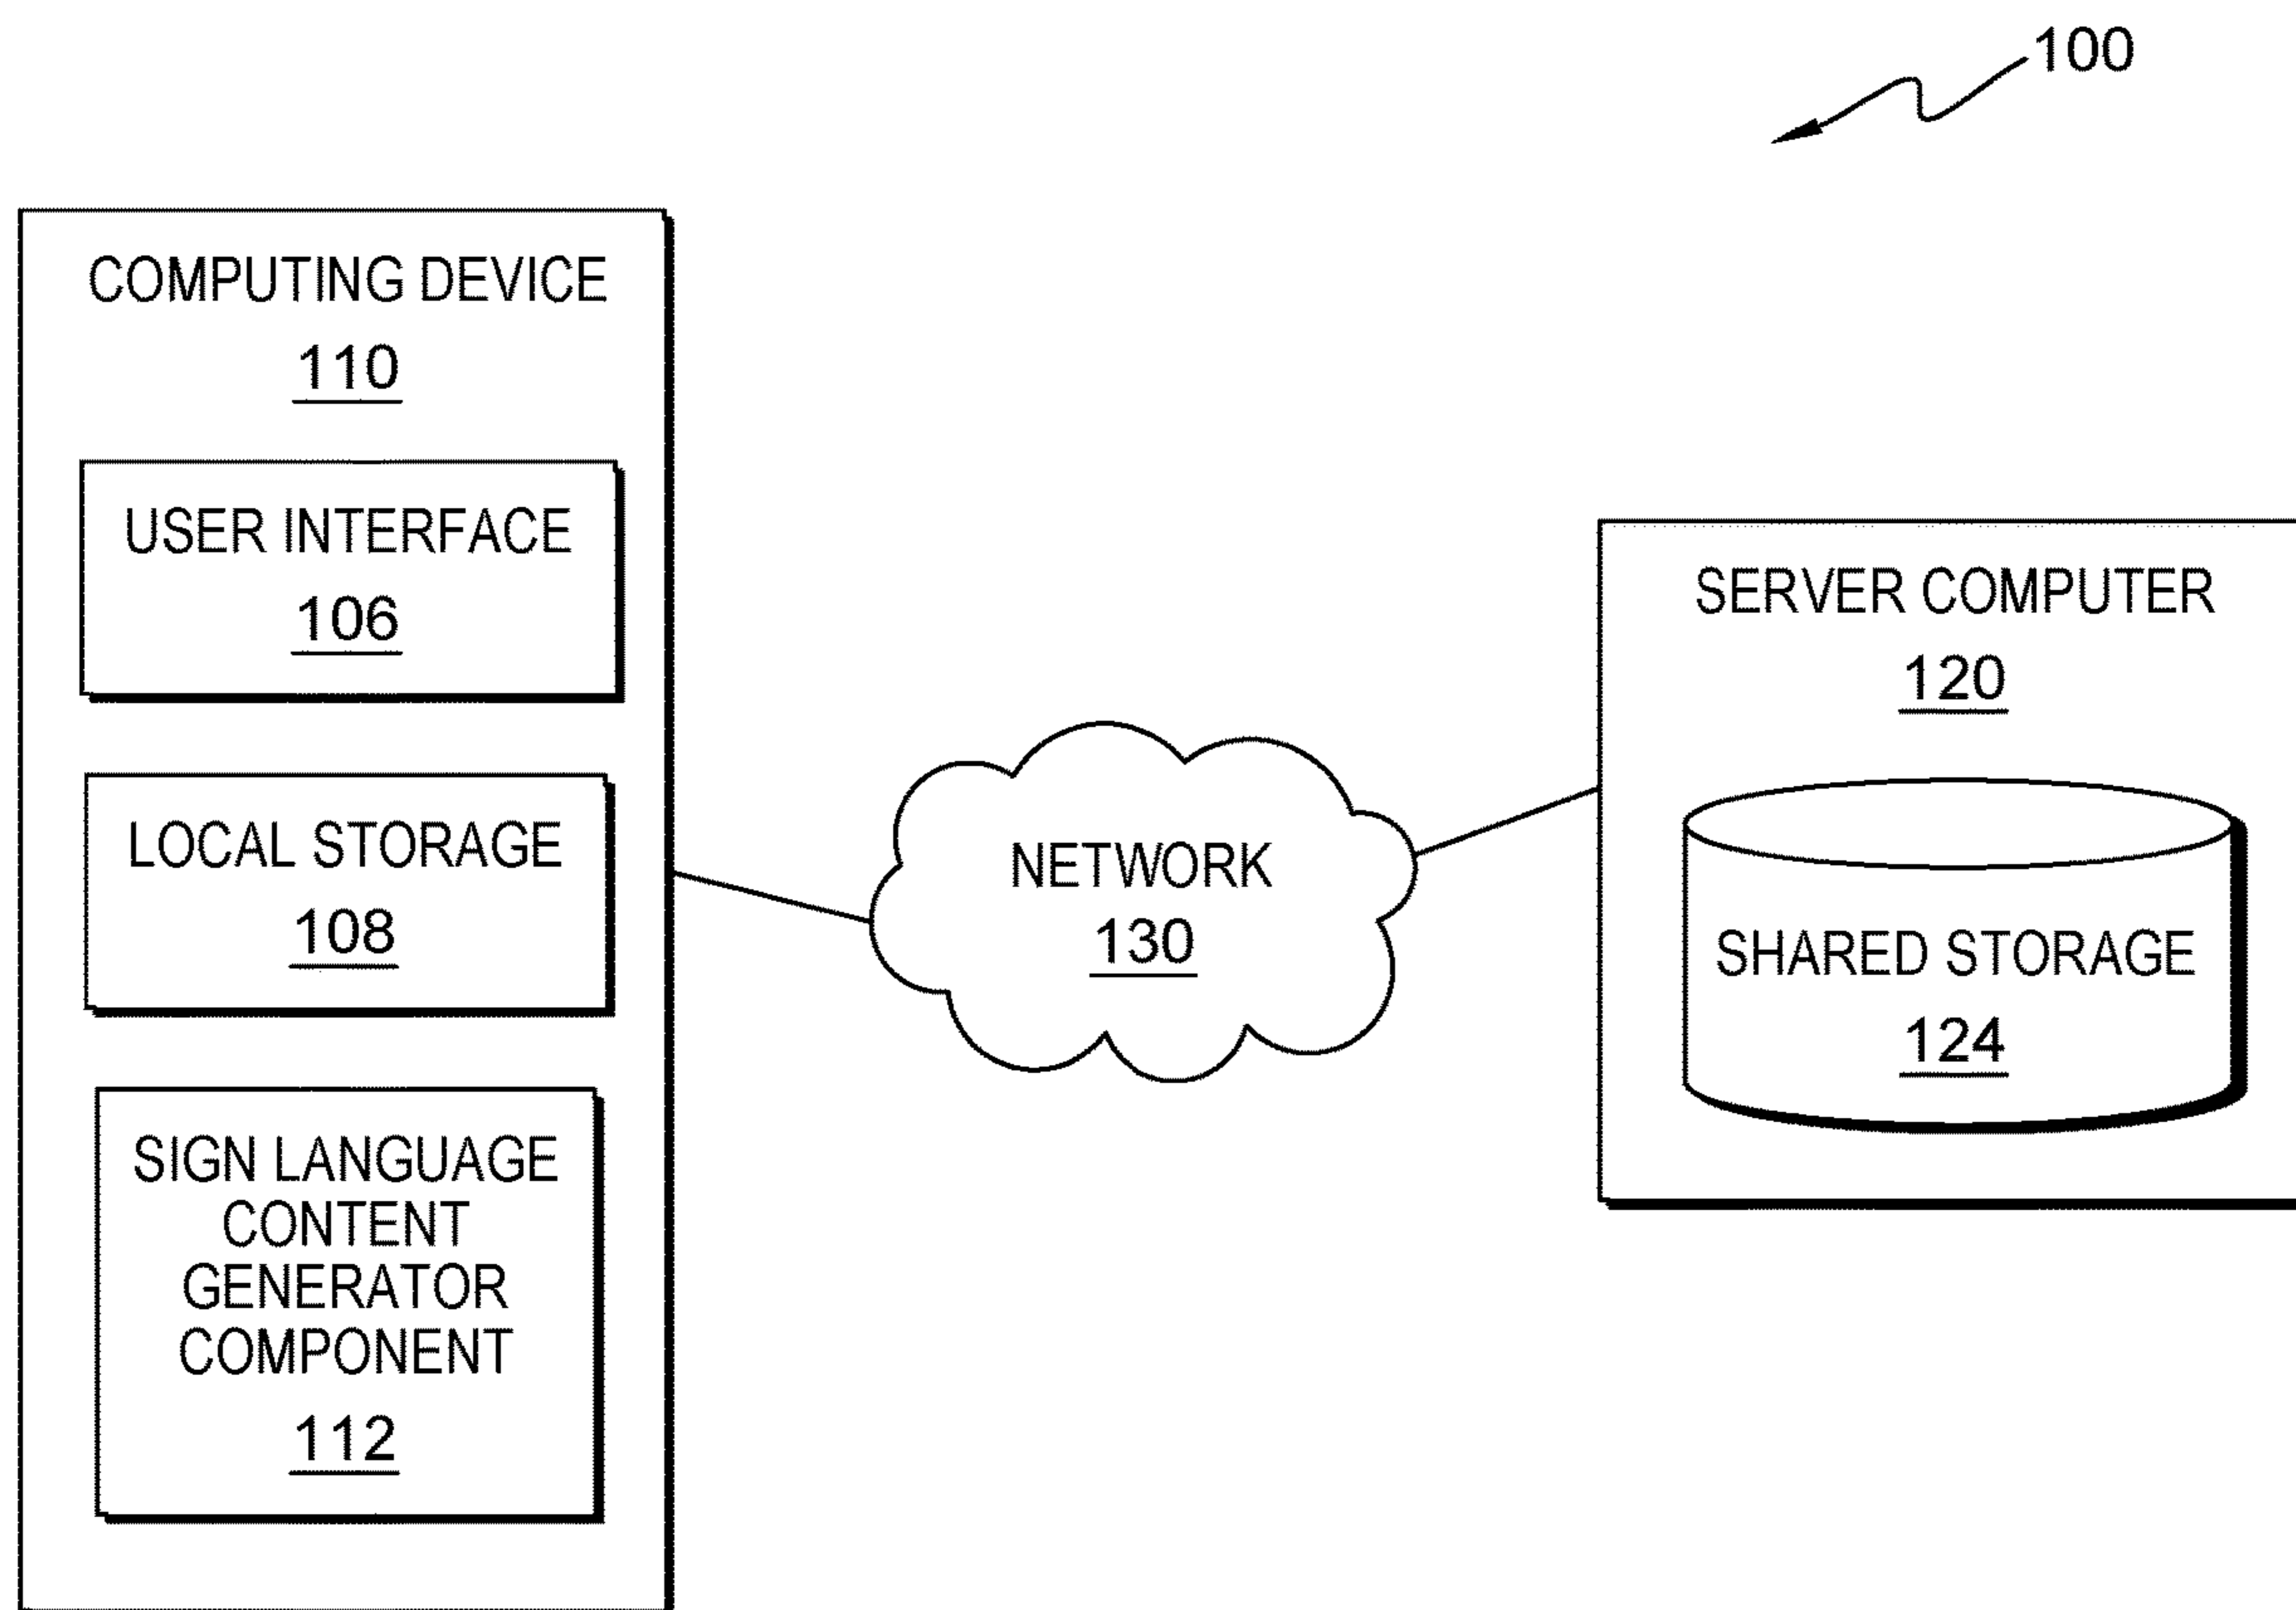 100
COMPUTING DEVICE
110
USER INTERFACE
106
LOCAL STORAGE
108
SIGN LANGUAGE
CONTENT
GENERATOR
COMPONENT
112
NETWORK
130
SERVER COMPUTER
120
SHARED STORAGE
124